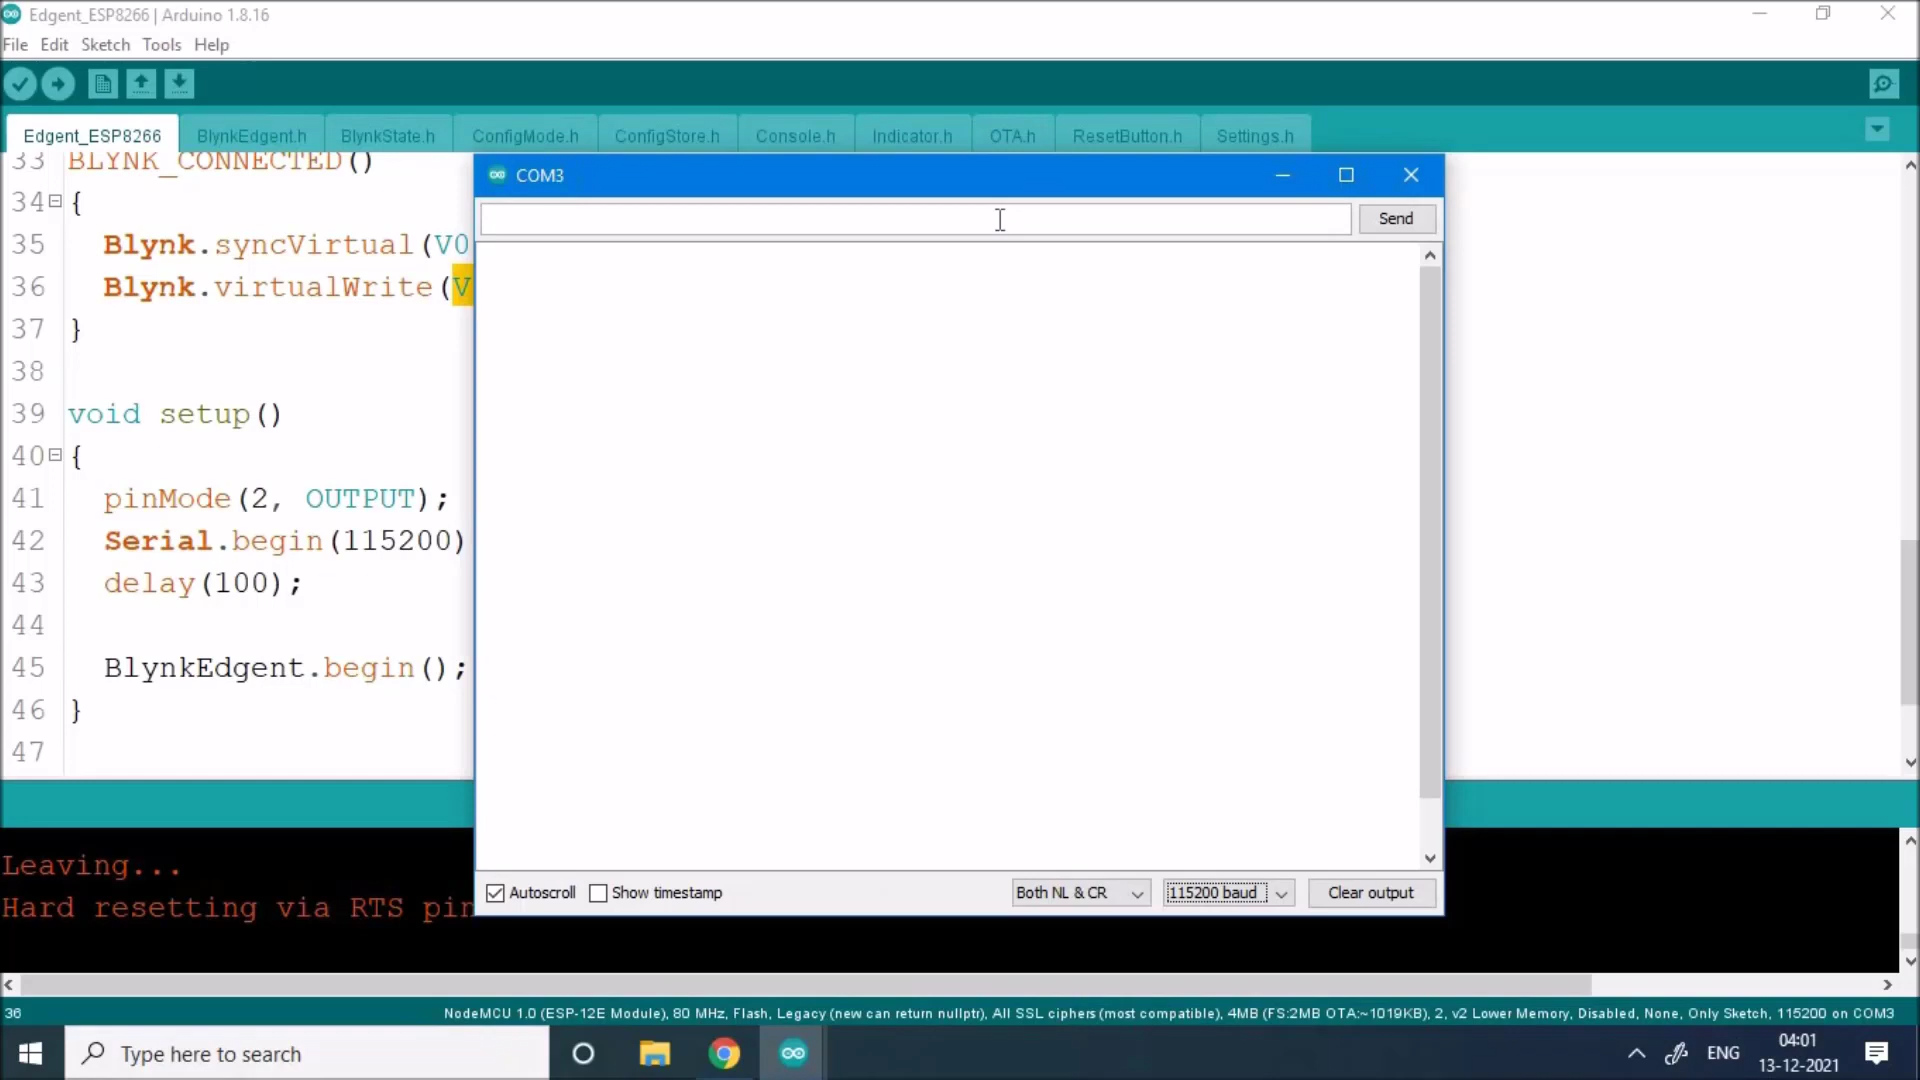 Edgent_ESP8266 | Arduino 1.8.16
File Edit Sketch Tools Help
Edgent_ESP8266 BlynkEdgent.h BlynkState.h ConfigMode.h ConfigStore.h Console.h Indicator.h OTA.h ResetButton.h Settings.h
33 BLYNK_CONNECTED()
34 {
35 Blynk.syncVirtual(V0
36 Blynk.virtualWrite(V
37 }
38
39 void setup()
40 {
41 pinMode(2, OUTPUT);
42 Serial.begin(115200)
43 delay(100);
44
45 BlynkEdgent.begin();
46 }
47
COM3
Send
Autoscroll Show timestamp Both NL & CR 115200 baud Clear output
Leaving...
Hard resetting via RTS pin
36 NodeMCU 1.0 (ESP-12E Module), 80 MHz, Flash, Legacy (new can return nullptr), All SSL ciphers (most compatible), 4MB (FS:2MB OTA:~1019KB), 2, v2 Lower Memory, Disabled, None, Only Sketch, 115200 on COM3
Type here to search
ENG
04:01
13-12-2021